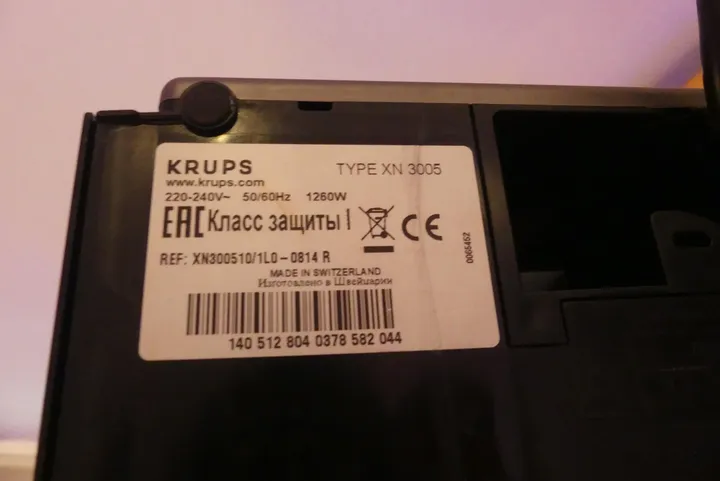 KRUPS
TYPE XN 3005
www.krups.com
220-240V~ 50/60Hz 1260W
EAC Класс защиты I CE
REF: XN300510/1L0-0814 R
0065452
MADE IN SWITZERLAND
Изготовлено в Швейцарии
140 512 804 0378 582 044